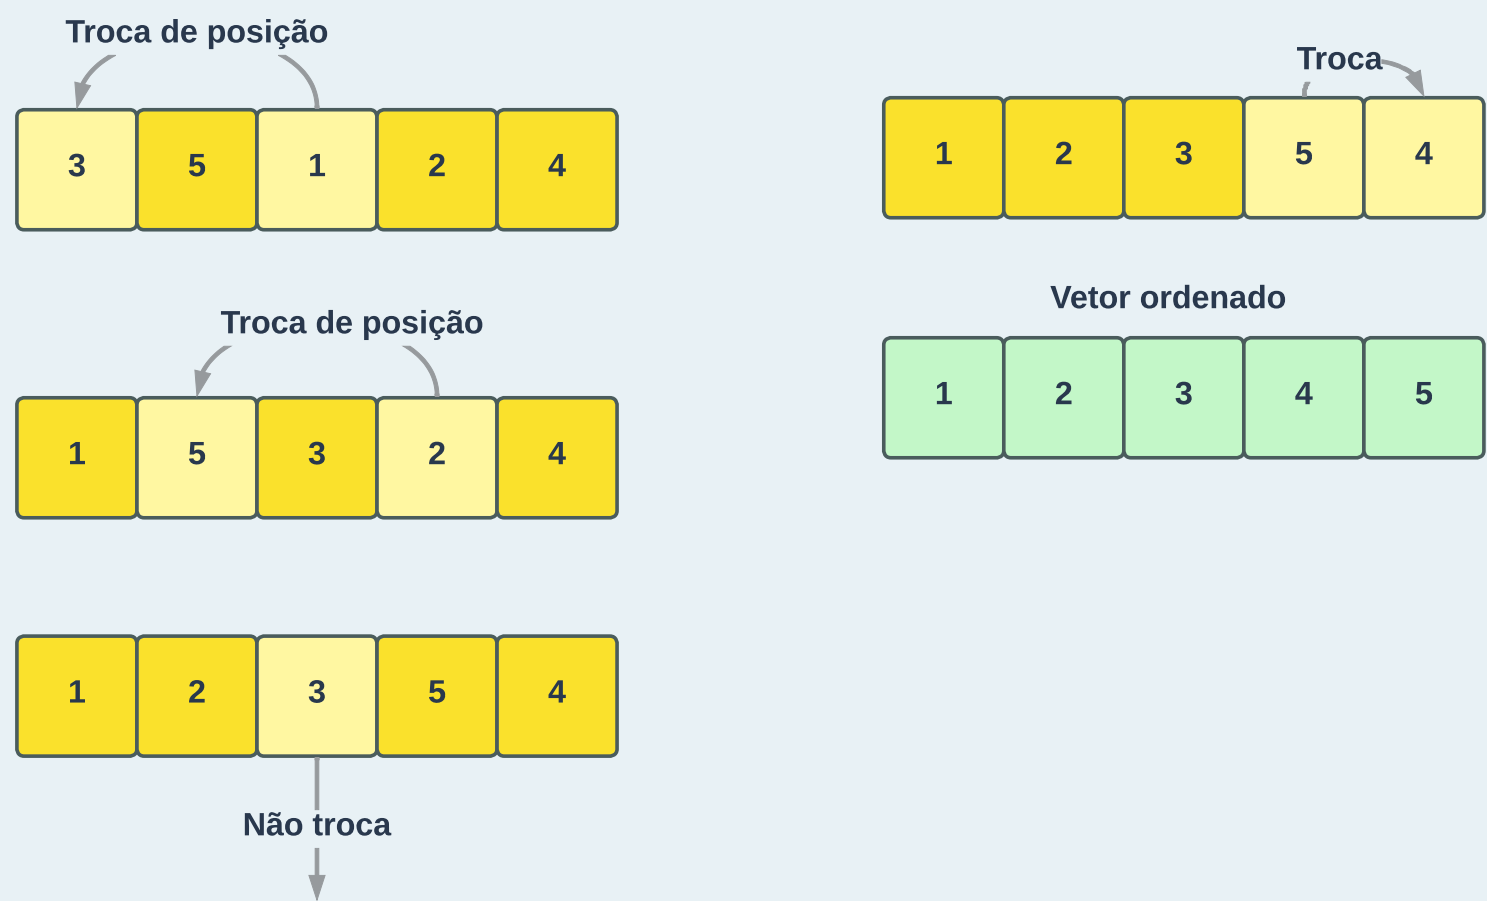 Troca de posição
3 5 1 2 4
Troca de posição
1 5 3 2 4
1 2 3 5 4
Não troca
Troca
1 2 3 5 4
Vetor ordenado
1 2 3 4 5